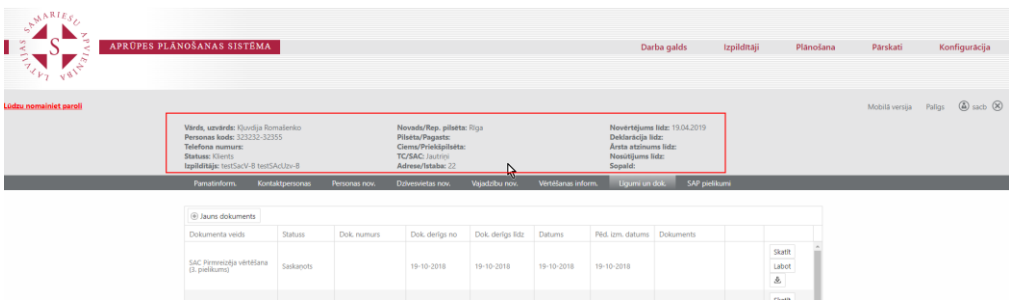 LATVIJAS SAMARIEŠU APVIENĪBA
S
APRŪPES PLĀNOŠANAS SISTĒMA
Darba galds Izpildītāji Plānošana Pārskati Konfigurācija
Lūdzu nomainiet paroli
Mobilā versija Palīgs sacb
Vārds, uzvārds: Kļuvdija Romašenko Novads/Rep. pilsēta: Rīga Novērtējums līdz: 19.04.2019
Personas kods: 323232-32355 Pilsēta/Pagasts: Deklarācija līdz:
Telefona numurs: Ciems/Priekšpilsēta: Ārsta atzinums līdz:
Statuss: Klients TC/SAC: Jautriņi Nosūtījums līdz:
Izpildītājs: testSacV-B testSAcUzv-B Adrese/Istaba: 22 Sopald:
Pamatinform. Kontaktpersonas Personas nov. Dzīvesvietas nov. Vajadzību nov. Vērtēšanas inform. Līgumi un dok. SAP pielikumi
Jauns dokuments
Dokumenta veids Statuss Dok. numurs Dok. derīgs no Dok. derīgs līdz Datums Pēd. izm. datums Dokuments
SAC Pirmreizēja vērtēšana
(3. pielikums) Saskaņots 19-10-2018 19-10-2018 19-10-2018 19-10-2018
Skatīt
Labot
Skatīt